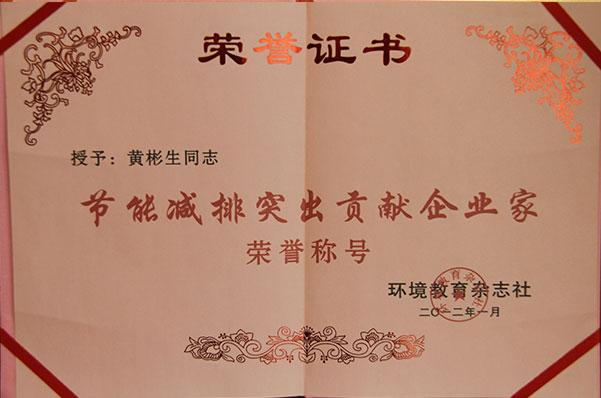 荣誉证书
授予：黄彬生同志
节能减排突出贡献企业家
荣誉称号
环境教育杂志社
二〇一二年一月